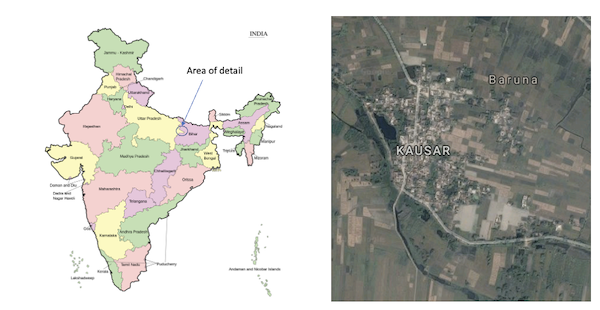 INDIA
Area of detail
Jammu - Kashmir
Himachal
Pradesh
Chandigarh
Punjab
Uttarakhand
Haryana
Delhi
Rajasthan
Uttar Pradesh
Sikkim
Arunachal
Pradesh
Assam
Nagaland
Meghalaya
Manipur
Bihar
Tripura
Mizoram
Jharkhand
West
Bengal
Gujarat
Madhya Pradesh
Chhattisgarh
Orissa
Daman and Diu
Dadra and
Nagar Haveli
Maharashtra
Telangana
Goa
Karnataka
Andhra Pradesh
Tamil Nadu
Puducherry
Kerala
Lakshadweep
Andaman and Nicobar Islands
Baruna
KAUSAR